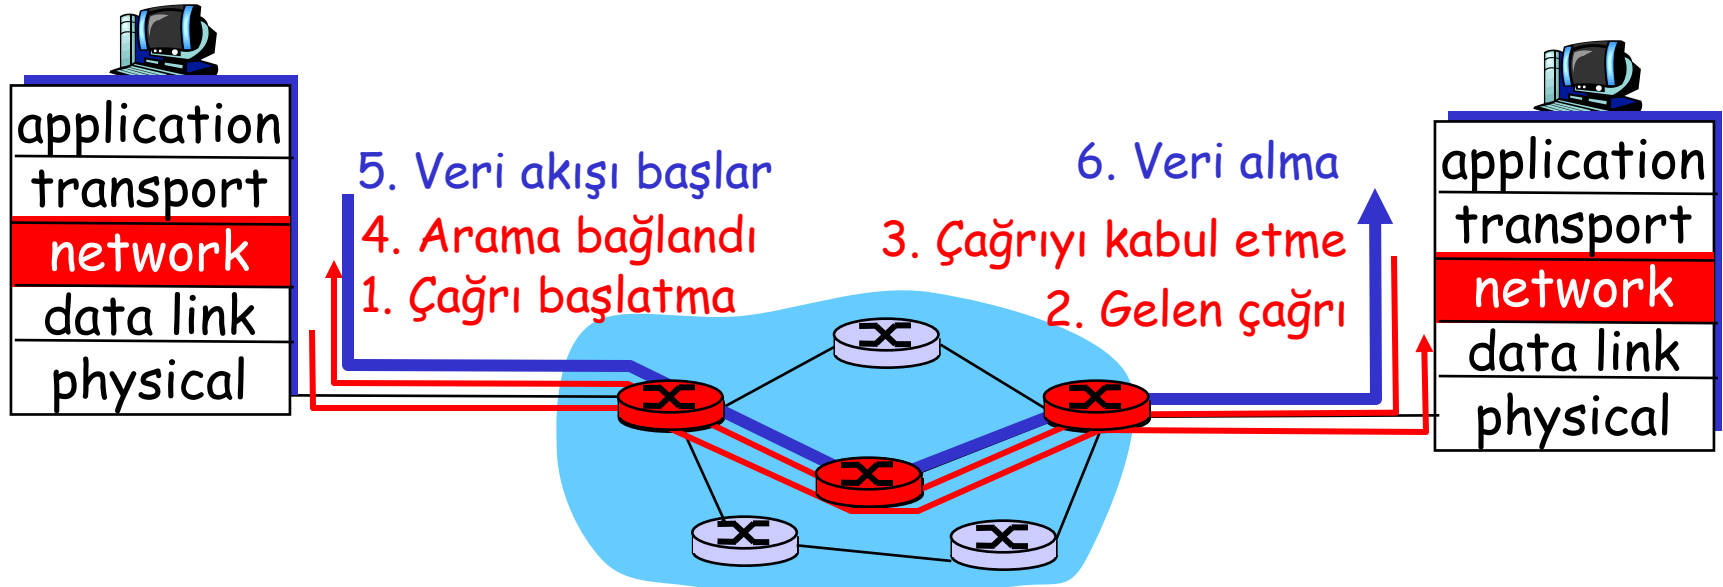 application
transport
network
data link
physical
5. Veri akışı başlar
4. Arama bağlandı
1. Çağrı başlatma
6. Veri alma
3. Çağrıyı kabul etme
2. Gelen çağrı
application
transport
network
data link
physical